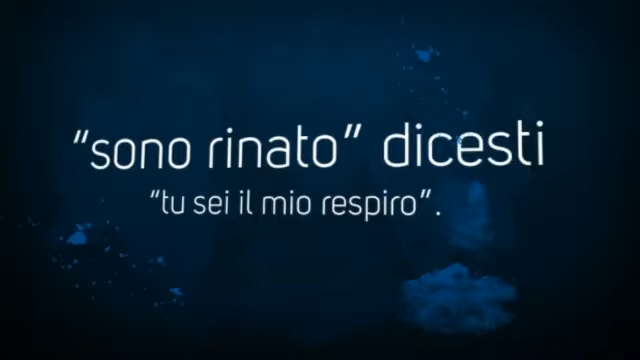 “sono rinato” dicesti
“tu sei il mio respiro”.